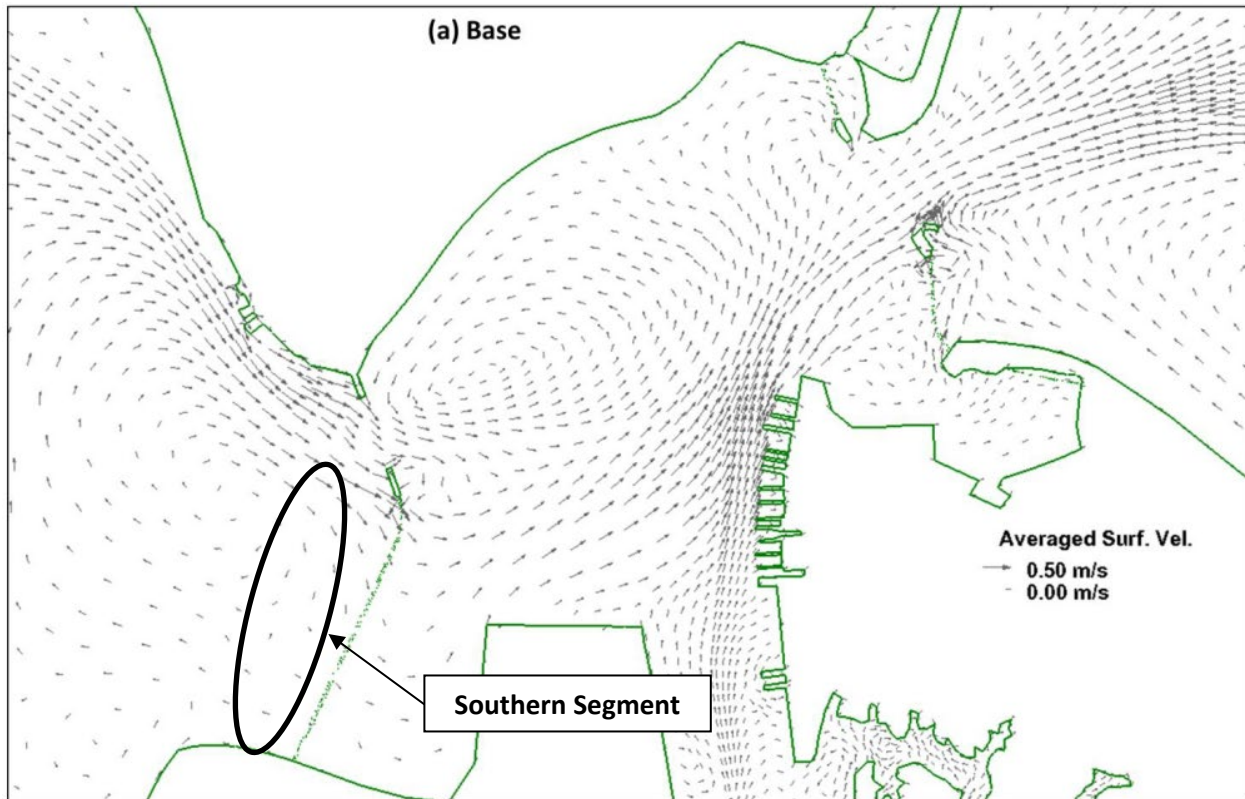 (a) Base
Averaged Surf. Vel.
0.50 m/s
0.00 m/s
Southern Segment